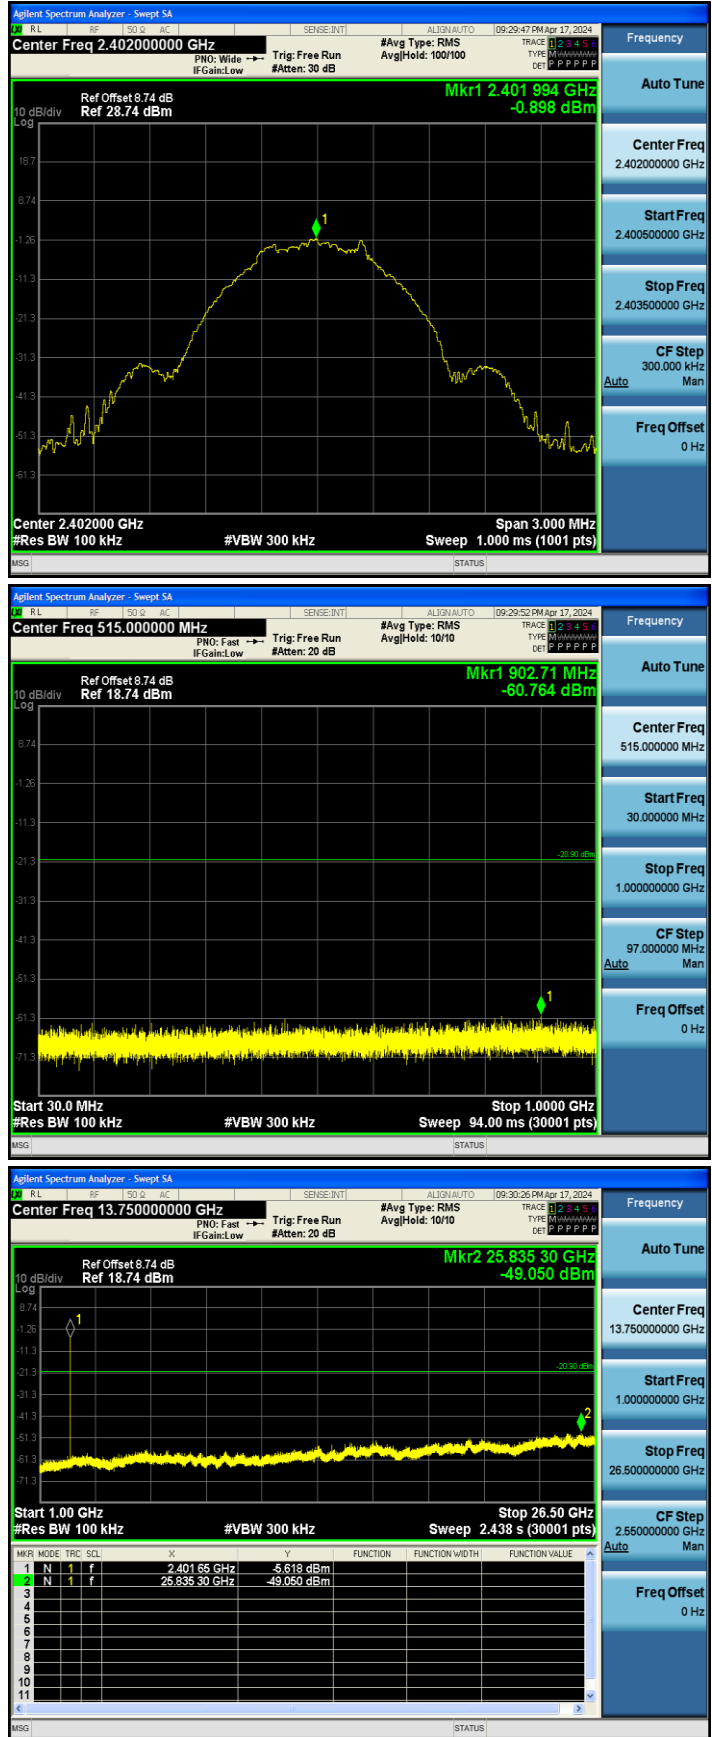 Agilent Spectrum Analyzer - Swept SA
RL RF 50 Ω AC SENSE:INT ALIGNAUTO 09:29:47 PM Apr 17, 2024
Center Freq 2.402000000 GHz #Avg Type: RMS TRACE 1 2 3 4 5 6
PNO: Wide Trig: Free Run Avg|Hold: 100/100 TYPE MWWWWW
IFGain:Low #Atten: 30 dB DET P P P P P P
Frequency
Auto Tune
Center Freq
2.402000000 GHz
Start Freq
2.400500000 GHz
Stop Freq
2.403500000 GHz
CF Step
300.000 kHz
Auto Man
Freq Offset
0 Hz
Mkr1 2.401 994 GHz
-0.898 dBm
Ref Offset 8.74 dB
10 dB/div Ref 28.74 dBm
Log
18.7
8.74
1
-1.26
-11.3
-21.3
-31.3
-41.3
-51.3
-61.3
Center 2.402000 GHz Span 3.000 MHz
#Res BW 100 kHz #VBW 300 kHz Sweep 1.000 ms (1001 pts)
MSG STATUS
Agilent Spectrum Analyzer - Swept SA
RL RF 50 Ω AC SENSE:INT ALIGNAUTO 09:29:52 PM Apr 17, 2024
Center Freq 515.000000 MHz #Avg Type: RMS TRACE 1 2 3 4 5 6
PNO: Fast Trig: Free Run Avg|Hold: 10/10 TYPE MWWWWW
IFGain:Low #Atten: 20 dB DET P P P P P P
Frequency
Auto Tune
Center Freq
515.000000 MHz
Start Freq
30.000000 MHz
Stop Freq
1.000000000 GHz
CF Step
97.000000 MHz
Auto Man
Freq Offset
0 Hz
Mkr1 902.71 MHz
-60.764 dBm
Ref Offset 8.74 dB
10 dB/div Ref 18.74 dBm
Log
8.74
-1.26
-11.3
-20.90 dBm
-21.3
-31.3
-41.3
-51.3
1
-61.3
-71.3
Start 30.0 MHz Stop 1.0000 GHz
#Res BW 100 kHz #VBW 300 kHz Sweep 94.00 ms (30001 pts)
MSG STATUS
Agilent Spectrum Analyzer - Swept SA
RL RF 50 Ω AC SENSE:INT ALIGNAUTO 09:30:26 PM Apr 17, 2024
Center Freq 13.750000000 GHz #Avg Type: RMS TRACE 1 2 3 4 5 6
PNO: Fast Trig: Free Run Avg|Hold: 10/10 TYPE MWWWWW
IFGain:Low #Atten: 20 dB DET P P P P P P
Frequency
Auto Tune
Center Freq
13.750000000 GHz
Start Freq
1.000000000 GHz
Stop Freq
26.500000000 GHz
CF Step
2.550000000 GHz
Auto Man
Freq Offset
0 Hz
Mkr2 25.835 30 GHz
-49.050 dBm
Ref Offset 8.74 dB
10 dB/div Ref 18.74 dBm
Log
8.74
1
-1.26
-11.3
-20.90 dBm
-21.3
-31.3
-41.3
2
-51.3
-61.3
-71.3
Start 1.00 GHz Stop 26.50 GHz
#Res BW 100 kHz #VBW 300 kHz Sweep 2.438 s (30001 pts)
MKR MODE TRC SCL X Y FUNCTION FUNCTION WIDTH FUNCTION VALUE
1 N 1 f 2.401 65 GHz -5.618 dBm
2 N 1 f 25.835 30 GHz -49.050 dBm
3
4
5
6
7
8
9
10
11
MSG STATUS